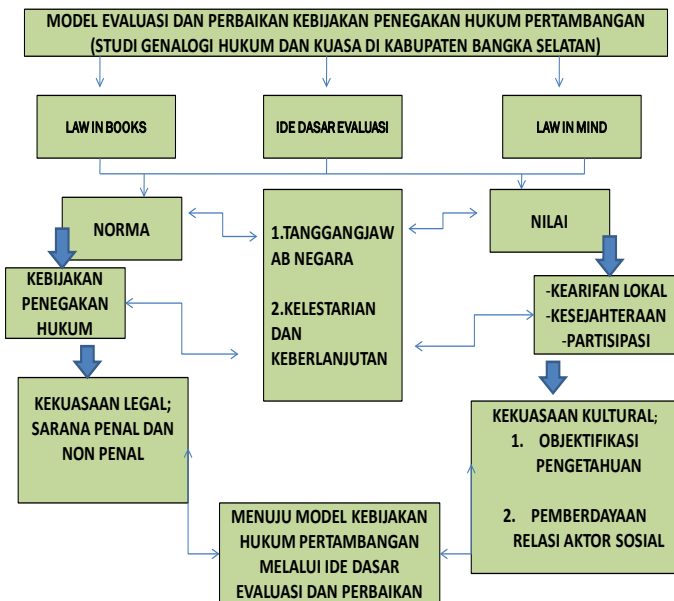 MODEL EVALUASI DAN PERBAIKAN KEBIJAKAN PENEGAKAN HUKUM PERTAMBANGAN
(STUDI GENALOGI HUKUM DAN KUASA DI KABUPATEN BANGKA SELATAN)
LAW IN BOOKS
IDE DASAR EVALUASI
LAW IN MIND
NORMA
1.TANGGANGJAW
AB NEGARA
2.KELESTARIAN
DAN
KEBERLANJUTAN
NILAI
KEBIJAKAN
PENEGAKAN
HUKUM
-KEARIFAN LOKAL
-KESEJAHTERAAN
-PARTISIPASI
KEKUASAAN LEGAL;
SARANA PENAL DAN
NON PENAL
KEKUASAAN KULTURAL;
1. OBJEKTIFIKASI
PENGETAHUAN
2. PEMBERDAYAAN
RELASI AKTOR SOSIAL
MENUJU MODEL KEBIJAKAN
HUKUM PERTAMBANGAN
MELALUI IDE DASAR
EVALUASI DAN PERBAIKAN